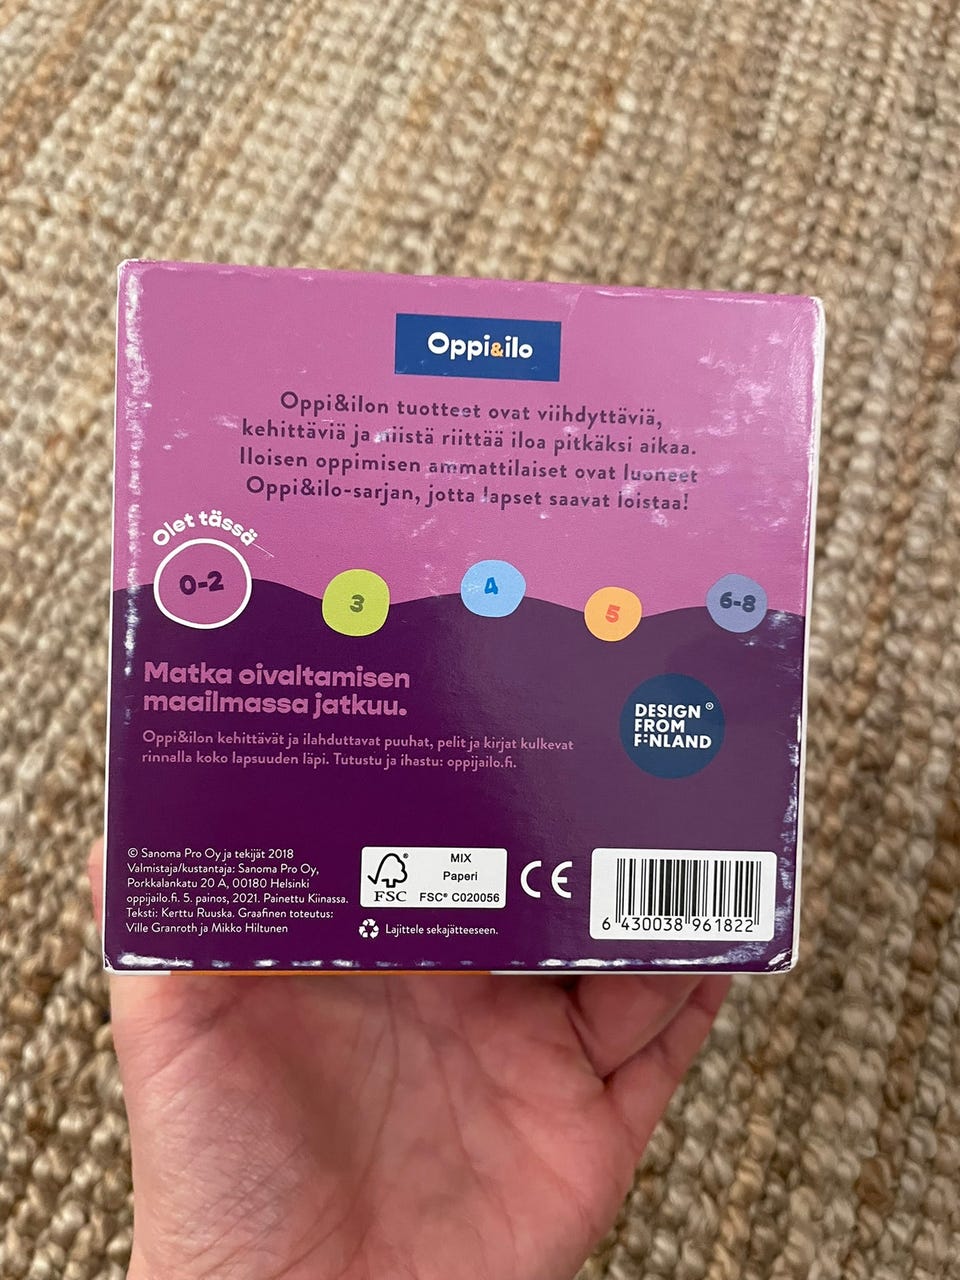 Oppi&ilo
Oppi&ilon tuotteet ovat viihdyttäviä,
kehittäviä ja niistä riittää iloa pitkäksi aikaa.
Iloisen oppimisen ammattilaiset ovat luoneet
Oppi&ilo-sarjan, jotta lapset saavat loistaa!
Olet tässä
0-2
3
4
5
6-8
Matka oivaltamisen
maailmassa jatkuu.
Oppi&ilon kehittävät ja ilahduttavat puuhat, pelit ja kirjat kulkevat
rinnalla koko lapsuuden läpi. Tutustu ja ihastu: oppijailo.fi.
DESIGN ®
FROM
FINLAND
© Sanoma Pro Oy ja tekijät 2018
Valmistaja/kustantaja: Sanoma Pro Oy,
Porkkalankatu 20 A, 00180 Helsinki
oppijailo.fi. 5. painos, 2021. Painettu Kiinassa.
Teksti: Kerttu Ruuska. Graafinen toteutus:
Ville Granroth ja Mikko Hiltunen
FSC
MIX
Paperi
FSC® C020056
Lajittele sekajätteeseen.
CE
6 430038 961822